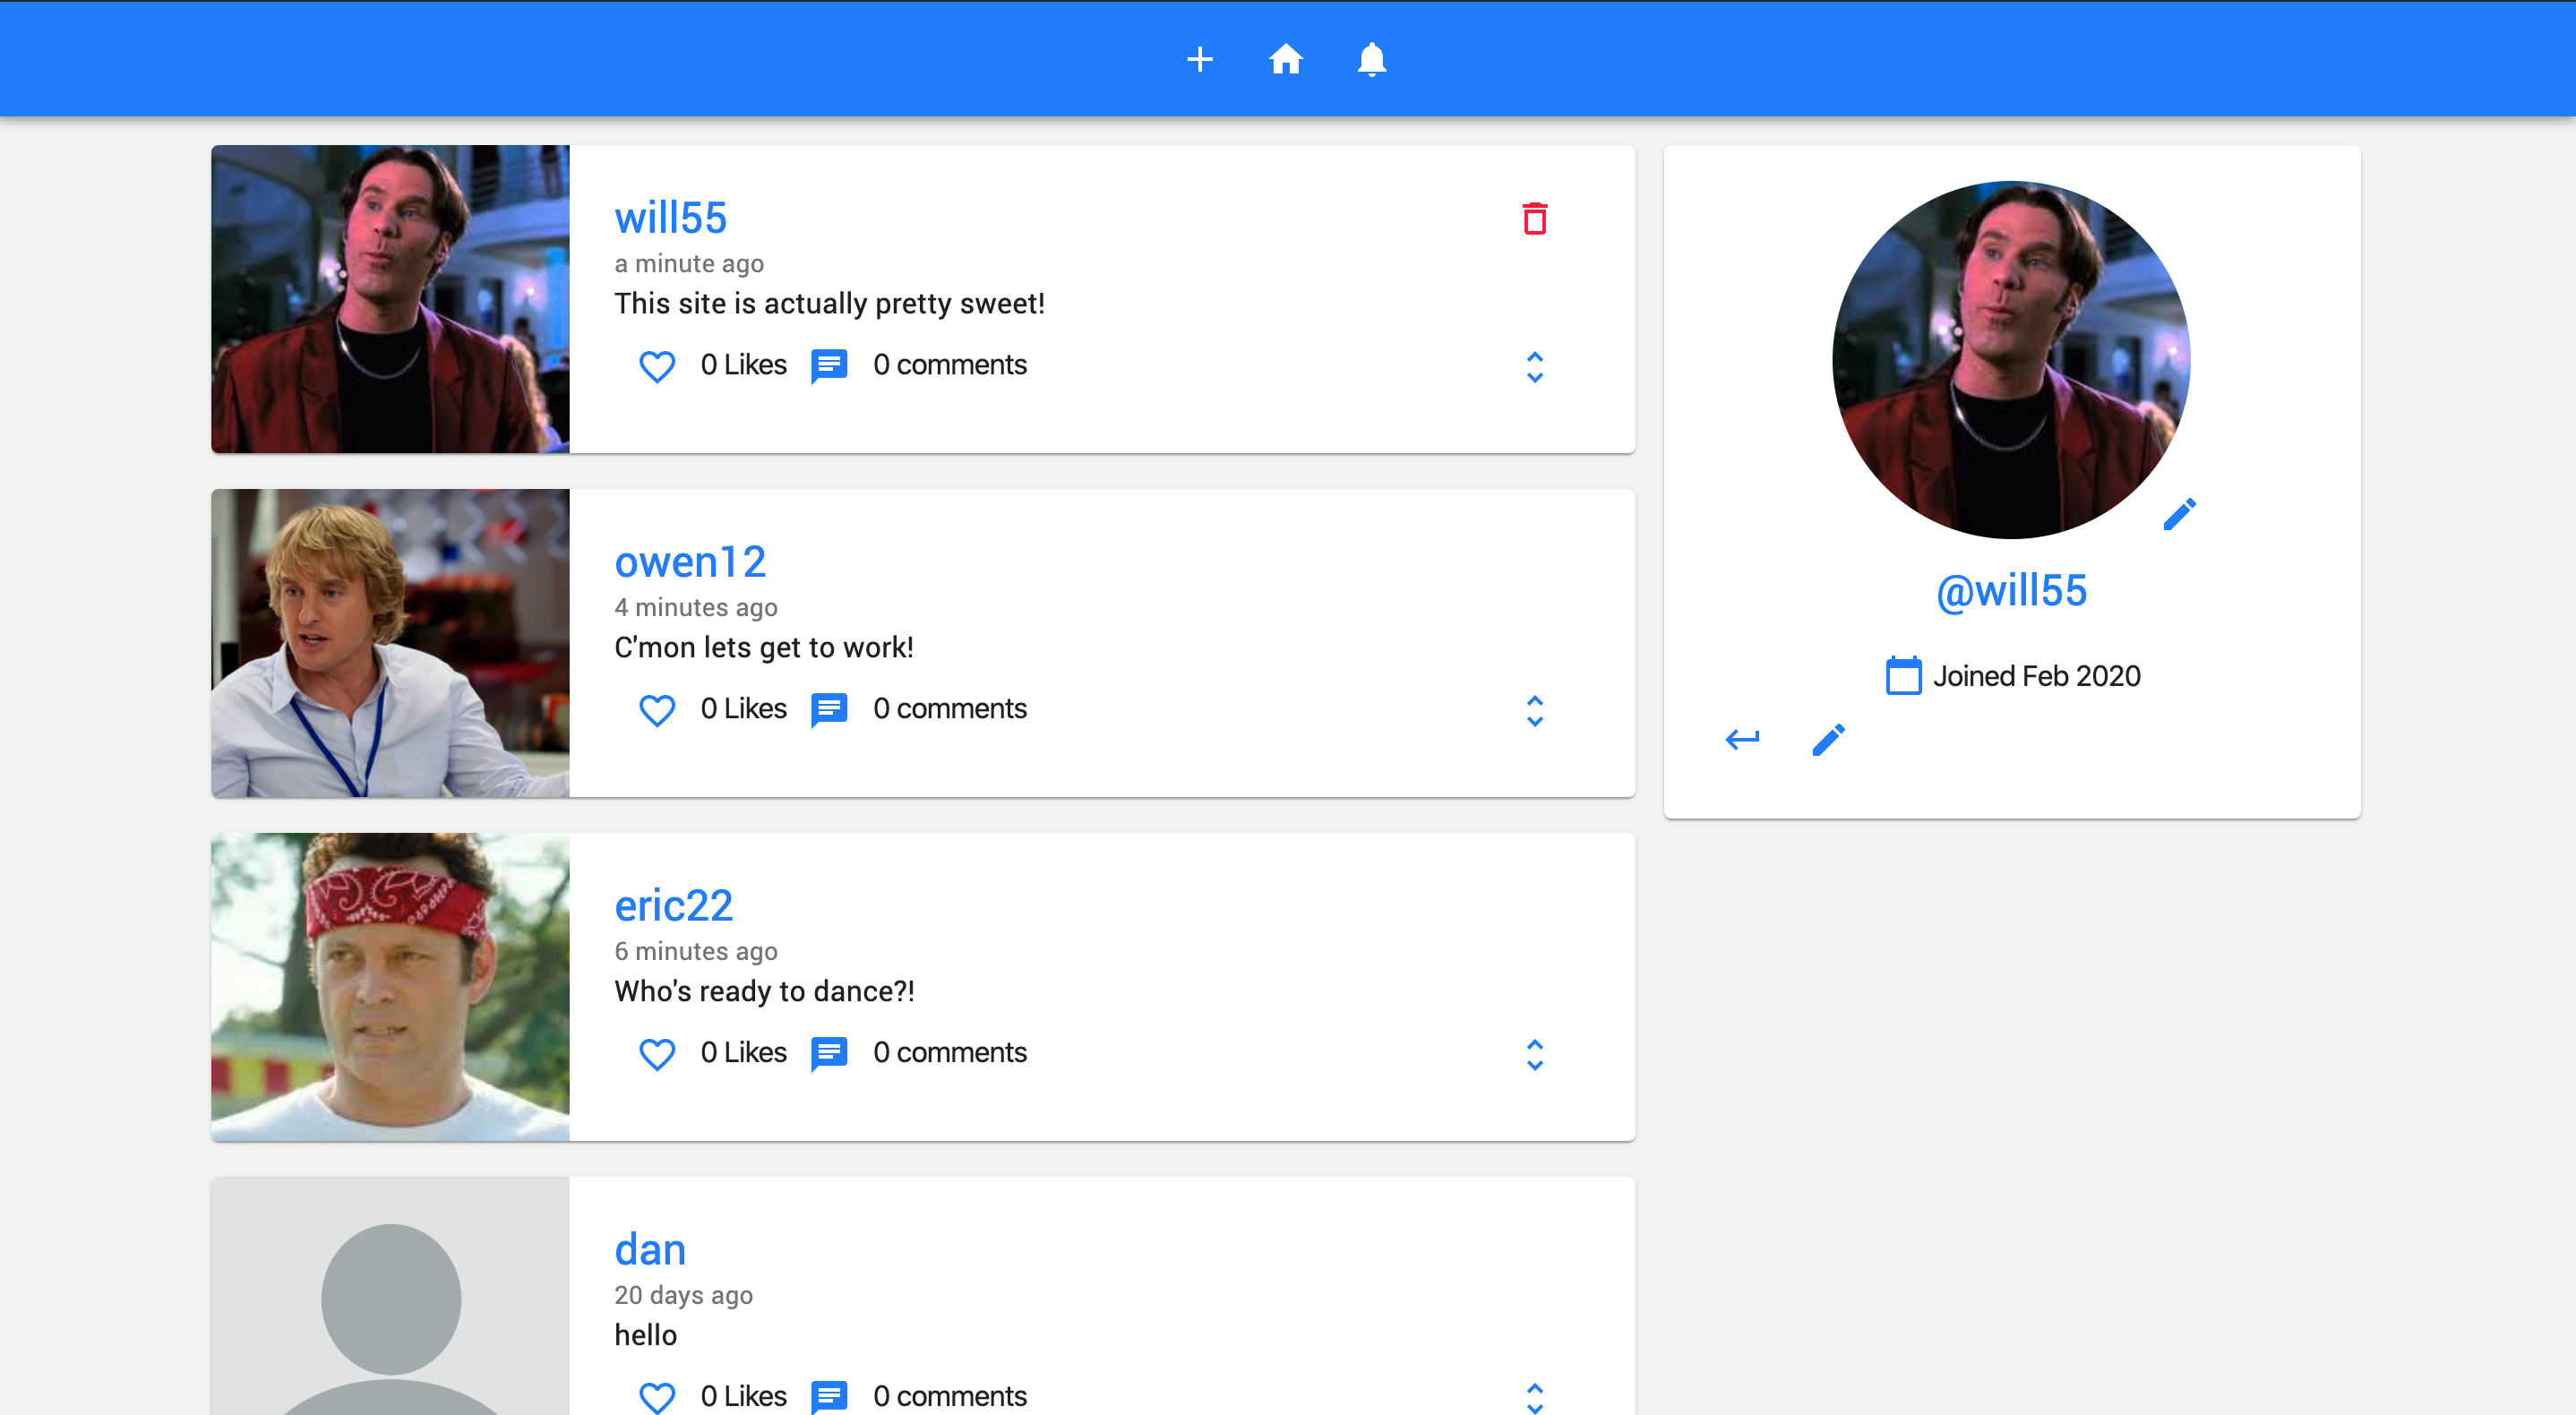 will55
a minute ago
This site is actually pretty sweet!
0 Likes
0 comments
owen12
4 minutes ago
C'mon lets get to work!
0 Likes
0 comments
eric22
6 minutes ago
Who's ready to dance?!
0 Likes
0 comments
dan
20 days ago
hello
0 Likes
0 comments
@will55
Joined Feb 2020